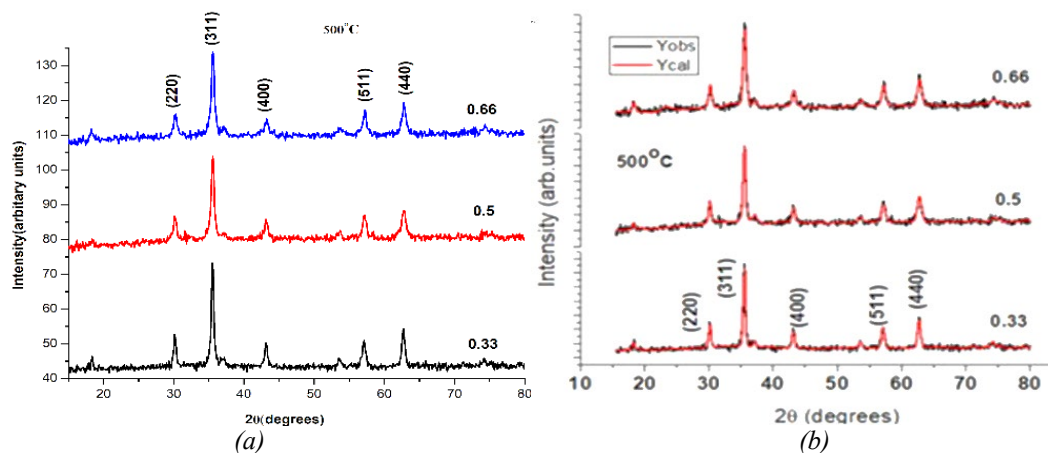 500°C
(311)
(220)
(400)
(511)
(440)
0.66
0.5
0.33
Intensity(arbitary units)
130
120
110
100
90
80
70
60
50
40
20 30 40 50 60 70 80
2θ(degrees)
(a)
Yobs
Ycal
0.66
500°C
0.5
(220)
(311)
(400)
(511)
(440)
0.33
Intensity (arb.units)
10 20 30 40 50 60 70 80
2θ (degrees)
(b)